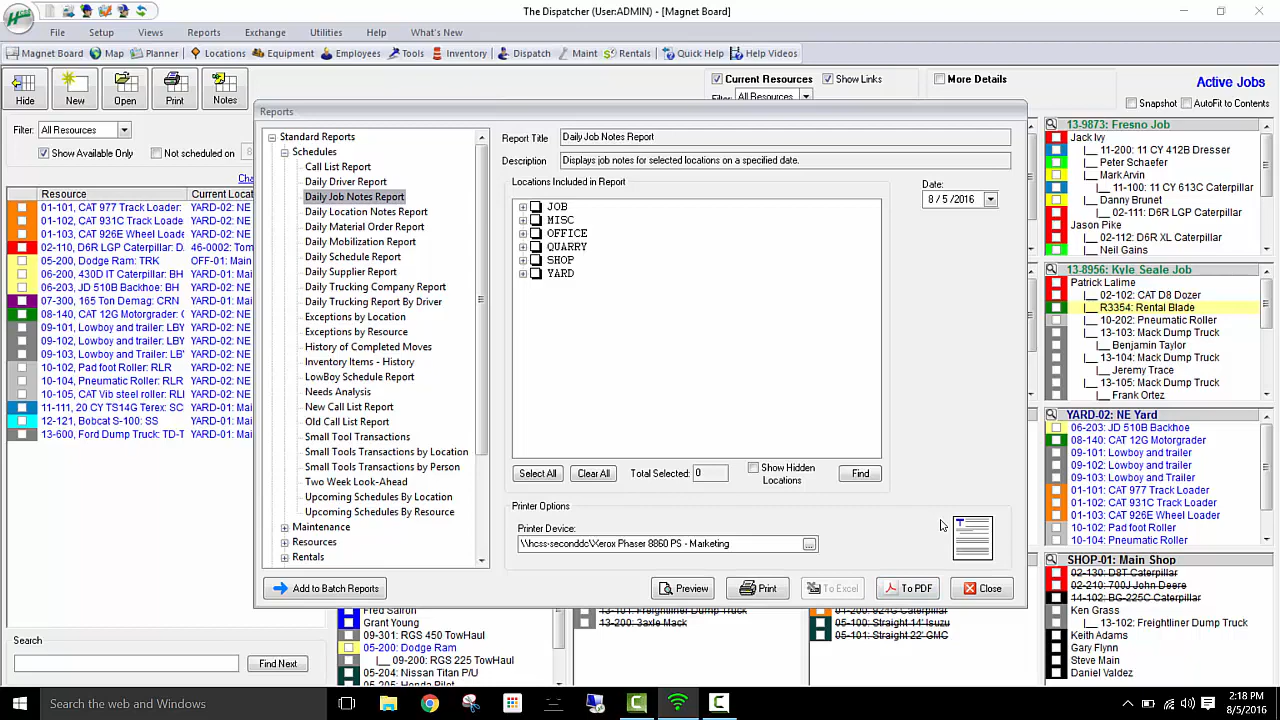 The Dispatcher (User:ADMIN) - [Magnet Board]
File Setup Views Reports Exchange Utilities Help What's New
Magnet Board Map Planner Locations Equipment Employees Tools Inventory Dispatch Maint Rentals Quick Help Help Videos
Hide
New
Open
Print
Notes
Current Resources Show Links More Details Active Jobs
Filter: All Resources
Snapshot AutoFit to Contents
Filter: All Resources
Show Available Only Not scheduled on
Cha
Resource Current Locat
01-101, CAT 977 Track Loader: YARD-02: NE
01-102, CAT 931C Track Loade YARD-02: NE
01-103, CAT 926E Wheel Loade YARD-02: NE
02-110, D6R LGP Caterpillar: D. 46-0002: Tom
05-200, Dodge Ram: TRK OFF-01: Main
06-200, 430D IT Caterpillar: BH YARD-01: Mai
06-203, JD 510B Backhoe: BH YARD-02: NE
07-300, 165 Ton Demag: CRN YARD-01: Mai
08-140, CAT 12G Motorgrader: YARD-02: NE
09-101, Lowboy and trailer: LBY YARD-02: NE
09-102, Lowboy and trailer: LBY YARD-02: NE
09-103, Lowboy and Trailer: LBY YARD-02: NE
10-102, Pad foot Roller: RLR YARD-02: NE
10-104, Pneumatic Roller: RLR YARD-02: NE
10-105, CAT Vib steel roller: RL YARD-02: NE
11-111, 20 CY TS14G Terex: SC YARD-01: Mai
12-121, Bobcat S-100: SS YARD-01: Mai
13-600, Ford Dump Truck: TD-T YARD-01: Mai
Search
Find Next
Reports
Standard Reports
Schedules
Call List Report
Daily Driver Report
Daily Job Notes Report
Daily Location Notes Report
Daily Material Order Report
Daily Mobilization Report
Daily Schedule Report
Daily Supplier Report
Daily Trucking Company Report
Daily Trucking Report By Driver
Exceptions by Location
Exceptions by Resource
History of Completed Moves
Inventory Items - History
LowBoy Schedule Report
Needs Analysis
New Call List Report
Old Call List Report
Small Tool Transactions
Small Tools Transactions by Location
Small Tools Transactions by Person
Two Week Look-Ahead
Upcoming Schedules By Location
Upcoming Schedules By Resource
Maintenance
Resources
Rentals
Report Title Daily Job Notes Report
Description Displays job notes for selected locations on a specified date.
Locations Included in Report
JOB
MISC
OFFICE
QUARRY
SHOP
YARD
Date:
8 / 5 /2016
Select All Clear All Total Selected: 0 Show Hidden Locations Find
Printer Options
Printer Device:
\\hcss-seconddc\Xerox Phaser 8860 PS - Marketing ...
Add to Batch Reports Preview Print To Excel To PDF Close
Grant Young
09-301: RGS 450 TowHaul
05-200: Dodge Ram
09-200: RGS 225 TowHaul
05-204: Nissan Titan P/U
13-101: Freightliner Dump Truck
13-200: 3axle Mack
05-101: Straight 22' GMC
13-9873: Fresno Job
Jack Ivy
11-200: 11 CY 412B Dresser
Peter Schaefer
Mark Arvin
11-100: 11 CY 613C Caterpillar
Danny Brunet
02-111: D6R LGP Caterpillar
Jason Pike
02-112: D6R XL Caterpillar
Neil Gains
13-8956: Kyle Seale Job
Patrick Lalime
02-102: CAT D8 Dozer
R3354: Rental Blade
10-202: Pneumatic Roller
13-103: Mack Dump Truck
Benjamin Taylor
13-104: Mack Dump Truck
Jeremy Trace
13-105: Mack Dump Truck
Frank Ortez
YARD-02: NE Yard
06-203: JD 510B Backhoe
08-140: CAT 12G Motorgrader
09-101: Lowboy and trailer
09-102: Lowboy and trailer
09-103: Lowboy and Trailer
01-101: CAT 977 Track Loader
01-102: CAT 931C Track Loader
01-103: CAT 926E Wheel Loader
10-102: Pad foot Roller
10-104: Pneumatic Roller
SHOP-01: Main Shop
02-130: D8T Caterpillar
02-210: 700J John Deere
14-102: BG-225C Caterpillar
Ken Grass
13-102: Freightliner Dump Truck
Keith Adams
Gary Flynn
Steve Main
Daniel Valdez
Search the web and Windows
2:18 PM
8/5/2016